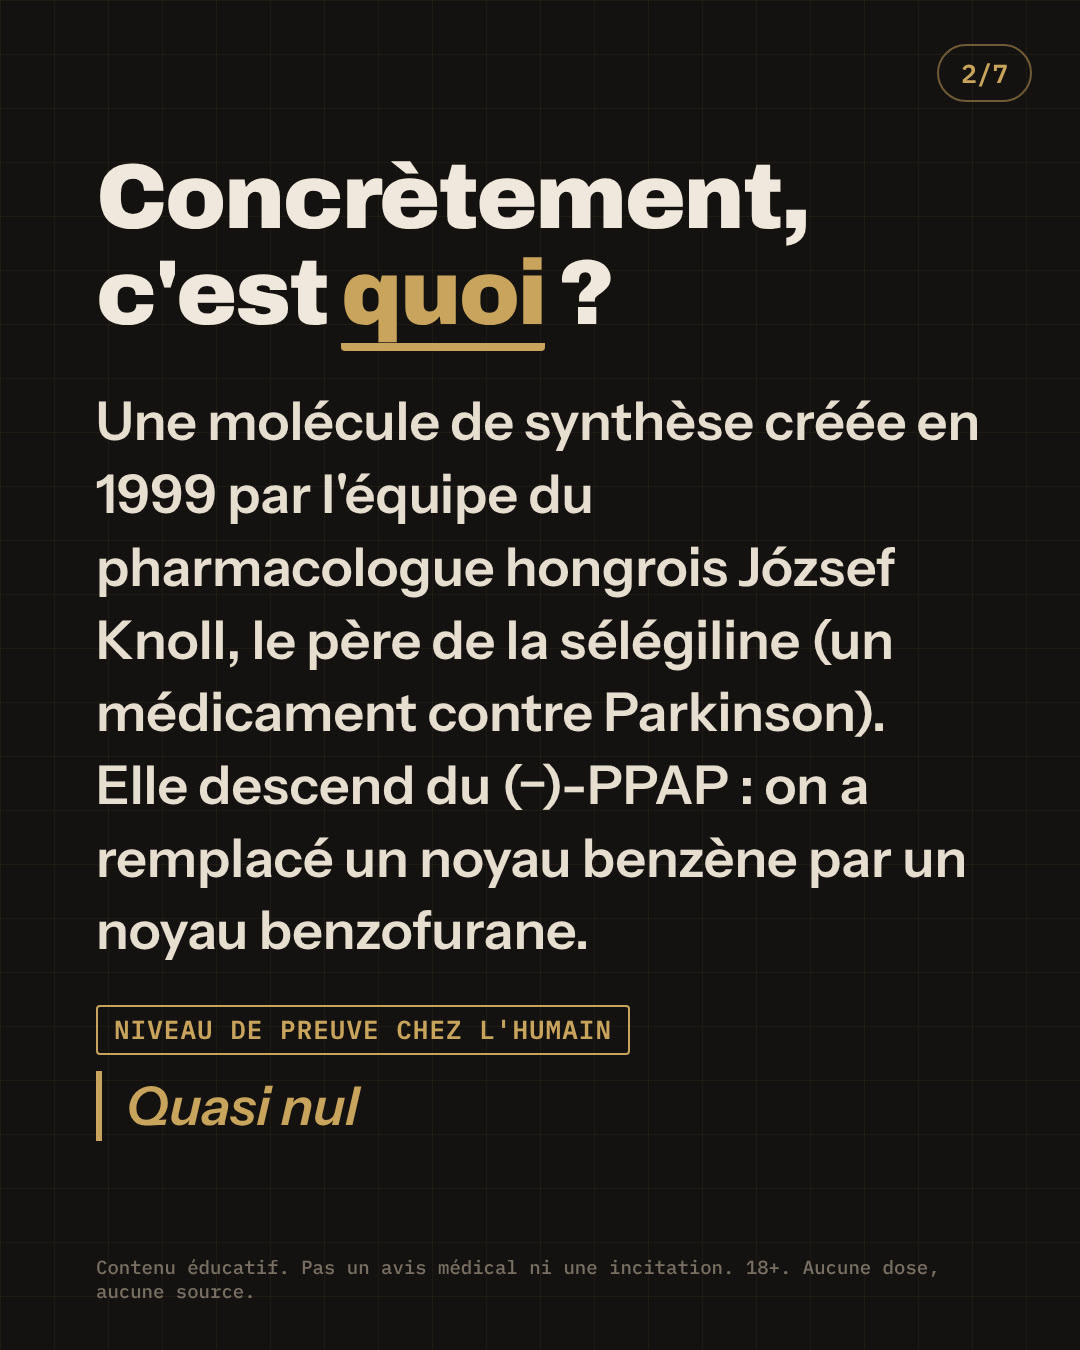 2/7
Concrètement,
c'est quoi ?
Une molécule de synthèse créée en
1999 par l'équipe du
pharmacologue hongrois József
Knoll, le père de la sélégiline (un
médicament contre Parkinson).
Elle descend du (−)-PPAP : on a
remplacé un noyau benzène par un
noyau benzofurane.
NIVEAU DE PREUVE CHEZ L'HUMAIN
Quasi nul
Contenu éducatif. Pas un avis médical ni une incitation. 18+. Aucune dose,
aucune source.